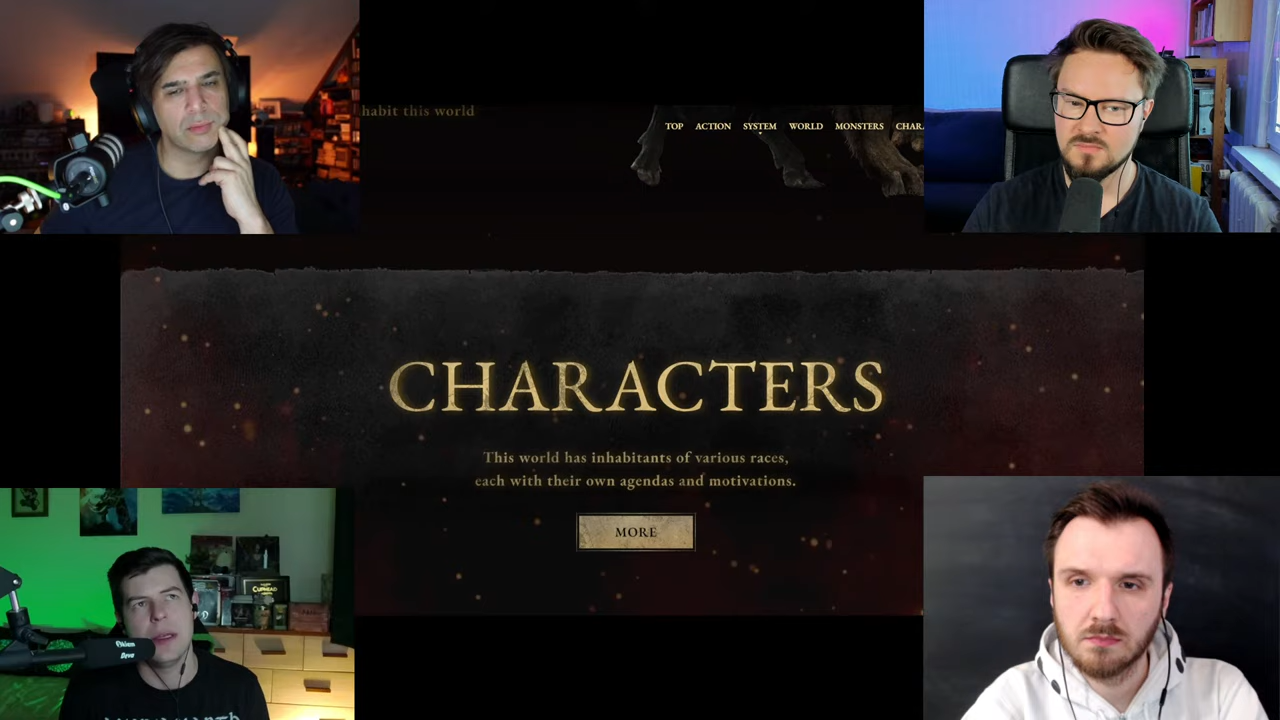 habit this world
TOP ACTION SYSTEM WORLD MONSTERS CHAR
CHARACTERS
This world has inhabitants of various races,
each with their own agendas and motivations.
MORE
CUPHEAD